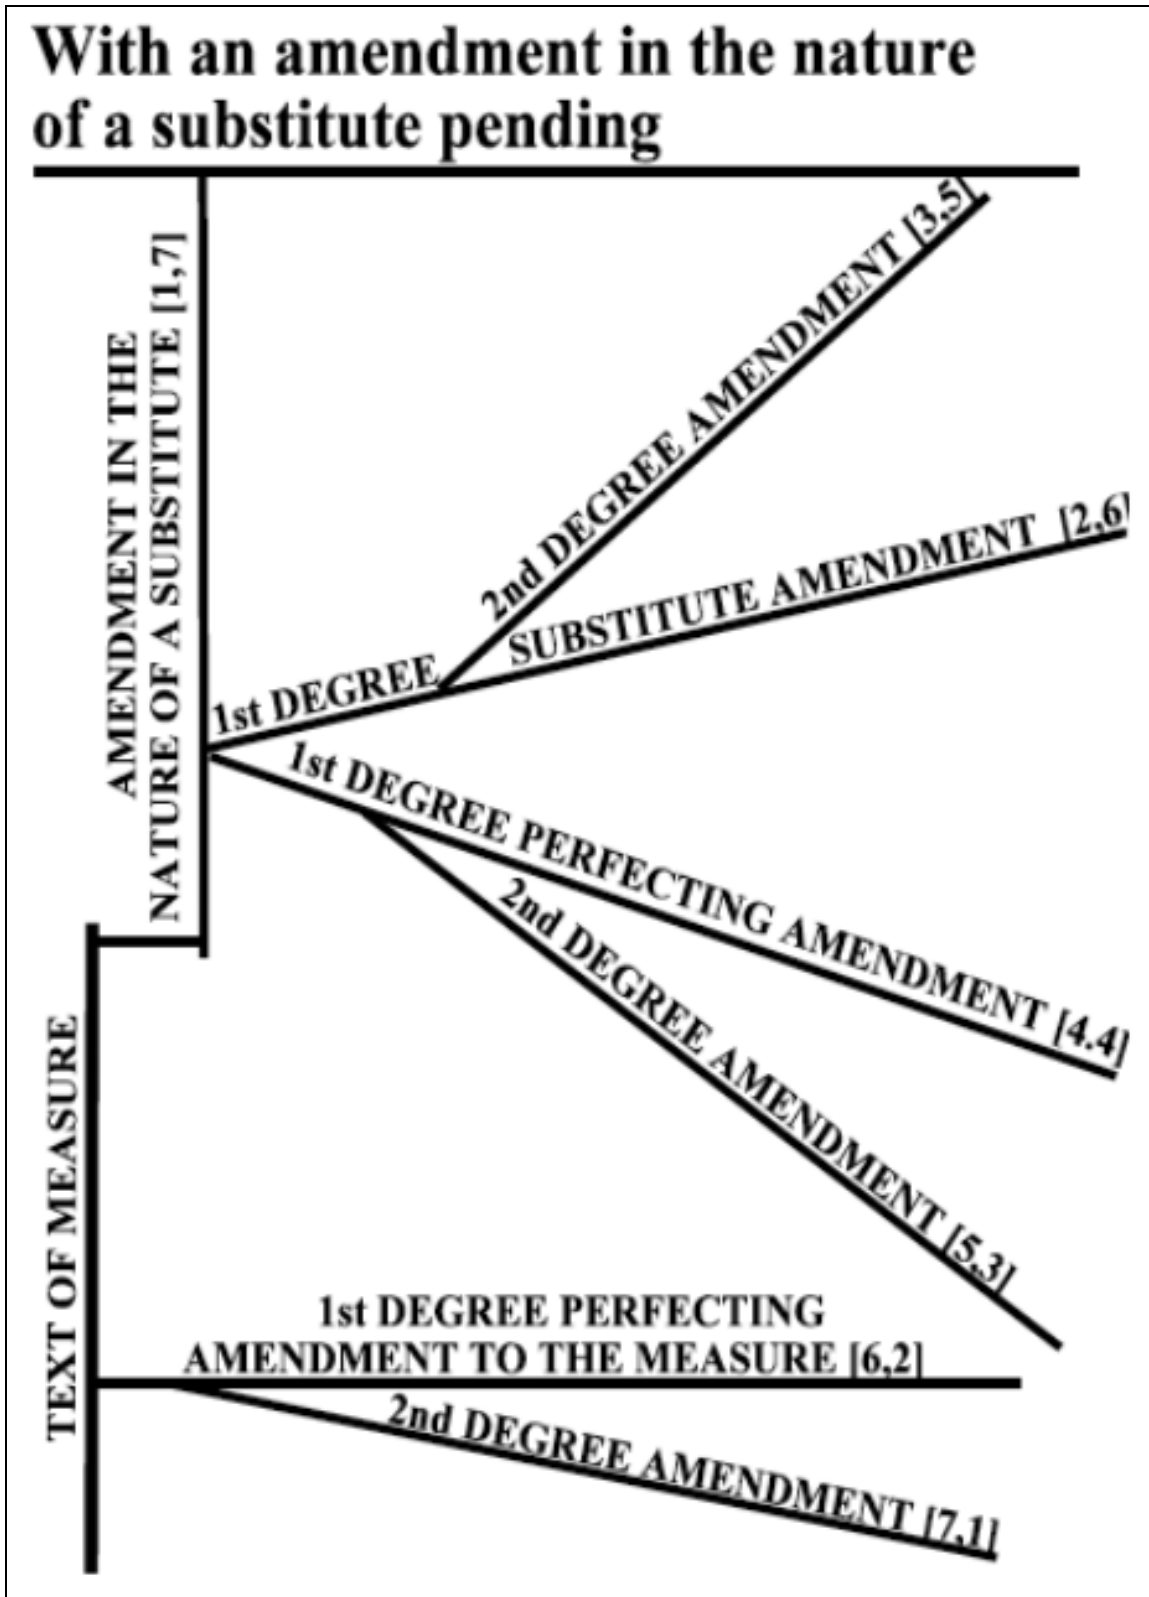 With an amendment in the nature
of a substitute pending
AMENDMENT IN THE
NATURE OF A SUBSTITUTE [1,7]
2nd DEGREE AMENDMENT [3,5]
1st DEGREE SUBSTITUTE AMENDMENT [2,6]
1st DEGREE PERFECTING AMENDMENT [4.4]
2nd DEGREE AMENDMENT [5,3]
TEXT OF MEASURE
1st DEGREE PERFECTING
AMENDMENT TO THE MEASURE [6,2]
2nd DEGREE AMENDMENT [7,1]